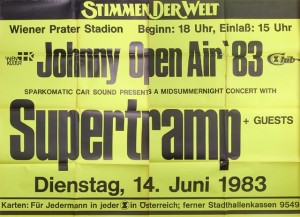 STIMMEN DER WELT
Wiener Prater Stadion Beginn: 18 Uhr, Einlaß: 15 Uhr
Johnny Open Air '83
SPARKOMATIC CAR SOUND PRESENTS A MIDSUMMERNIGHT CONCERT WITH
Supertramp + GUESTS
Dienstag, 14. Juni 1983
Karten: Für Jedermann in jeder Z in Österreich; ferner Stadthallenkassen 9549